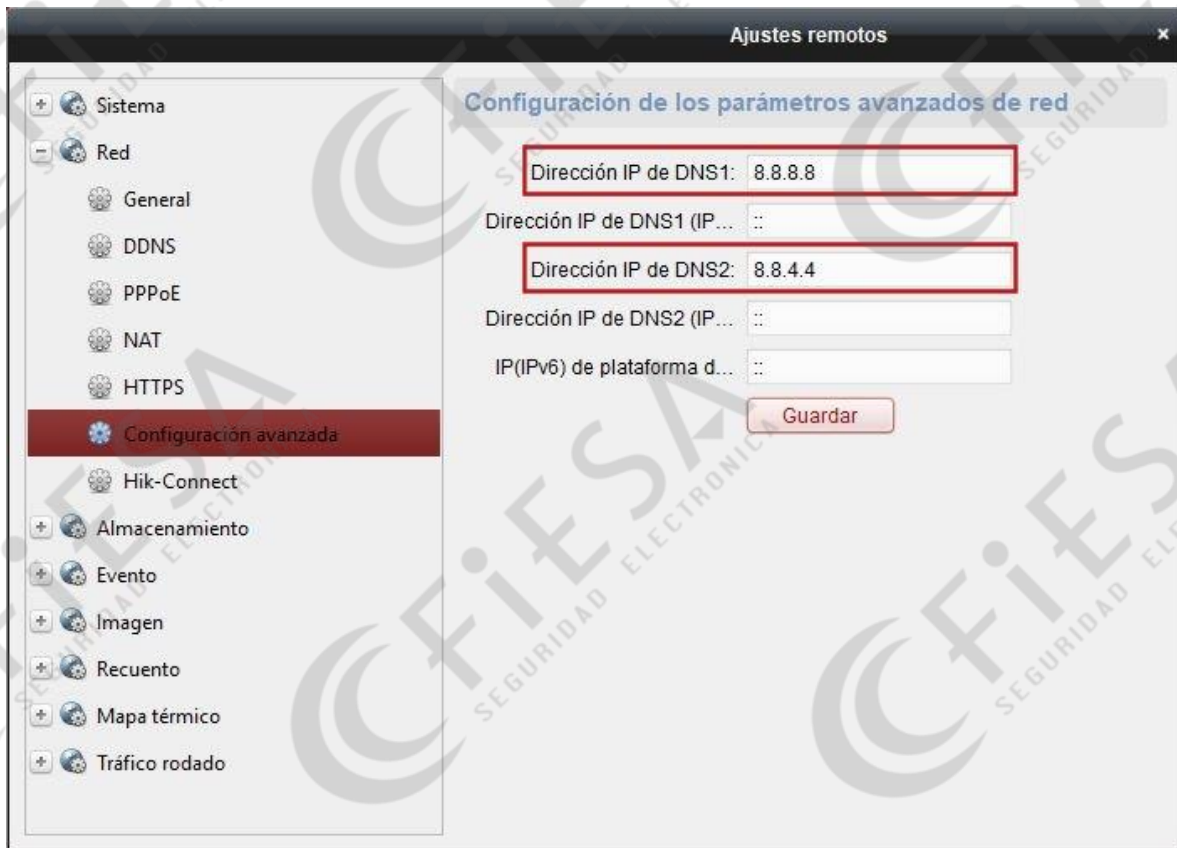 Ajustes remotos
Sistema
Red
General
DDNS
PPPoE
NAT
HTTPS
Configuración avanzada
Hik-Connect
Almacenamiento
Evento
Imagen
Recuento
Mapa térmico
Tráfico rodado
Configuración de los parámetros avanzados de red
Dirección IP de DNS1: 8.8.8.8
Dirección IP de DNS1 (IP... ::
Dirección IP de DNS2: 8.8.4.4
Dirección IP de DNS2 (IP... ::
IP(IPv6) de plataforma d... ::
Guardar
FiESA
SEGURIDAD ELECTRONICA